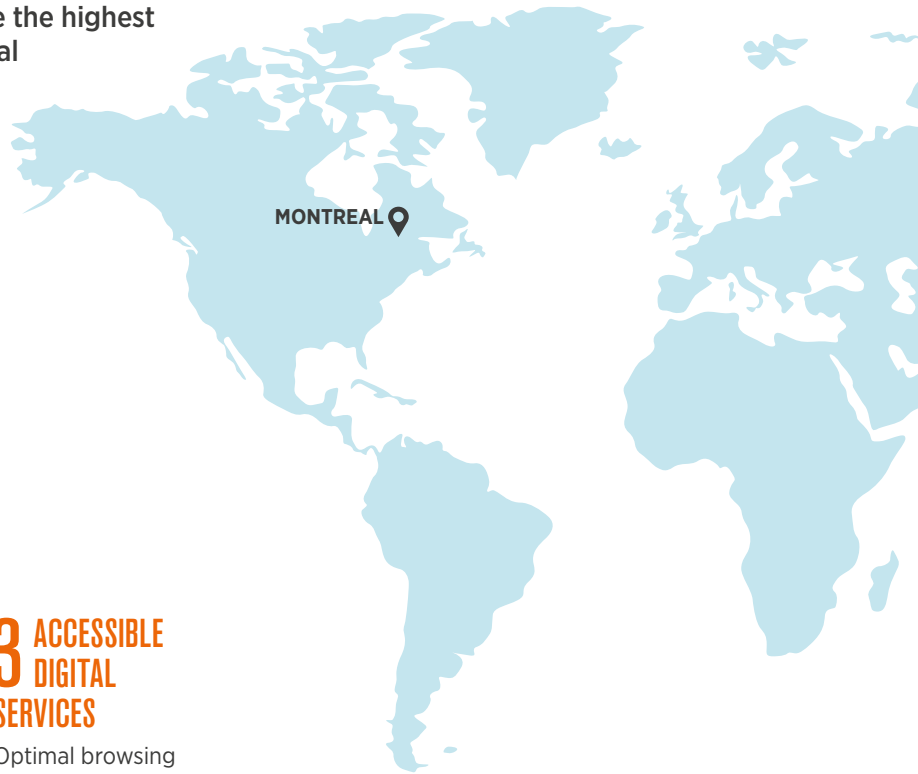 e the highest
al
MONTREAL
3 ACCESSIBLE
DIGITAL
SERVICES
Optimal browsing